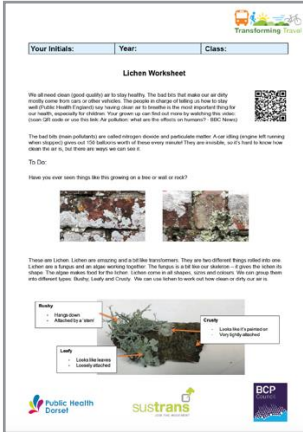 Transforming Travel
Your Initials: Year: Class:
Lichen Worksheet
We all need clean (good quality) air to stay healthy. The bad bits that make our air dirty
mostly come from cars or other vehicles. The people in charge of telling us how to stay
well (Public Health England) say having clean air to breathe is the most important thing for
our health, especially for children. Your grown up can find out more by watching this video:
(scan QR code or use this link: Air pollution: what are the effects on humans? - BBC News)
The bad bits (main pollutants) are called nitrogen dioxide and particulate matter. A car idling (engine left running
when stopped) gives out 150 balloons worth of these every minute! They are invisible, so it's hard to know how
clean the air is, but there are ways we can see it.
To Do:
Have you ever seen things like this growing on a tree or wall or rock?
These are Lichen. Lichen are amazing and a bit like transformers. They are two different things rolled into one.
Lichen are a fungus and an algae working together. The fungus is a bit like our skeleton – it gives the lichen its
shape. The algae makes food for the lichen. Lichen come in all shapes, sizes and colours. We can group them
into different types: Bushy, Leafy and Crusty. We can use lichen to work out how clean or dirty our air is.
Bushy
- Hangs down
- Attached by a 'stem'
Crusty
- Looks like it's painted on
- Very tightly attached
Leafy
- Looks like leaves
- Loosely attached
Public Health
Dorset
sustrans
JOIN THE MOVEMENT
BCP
Council